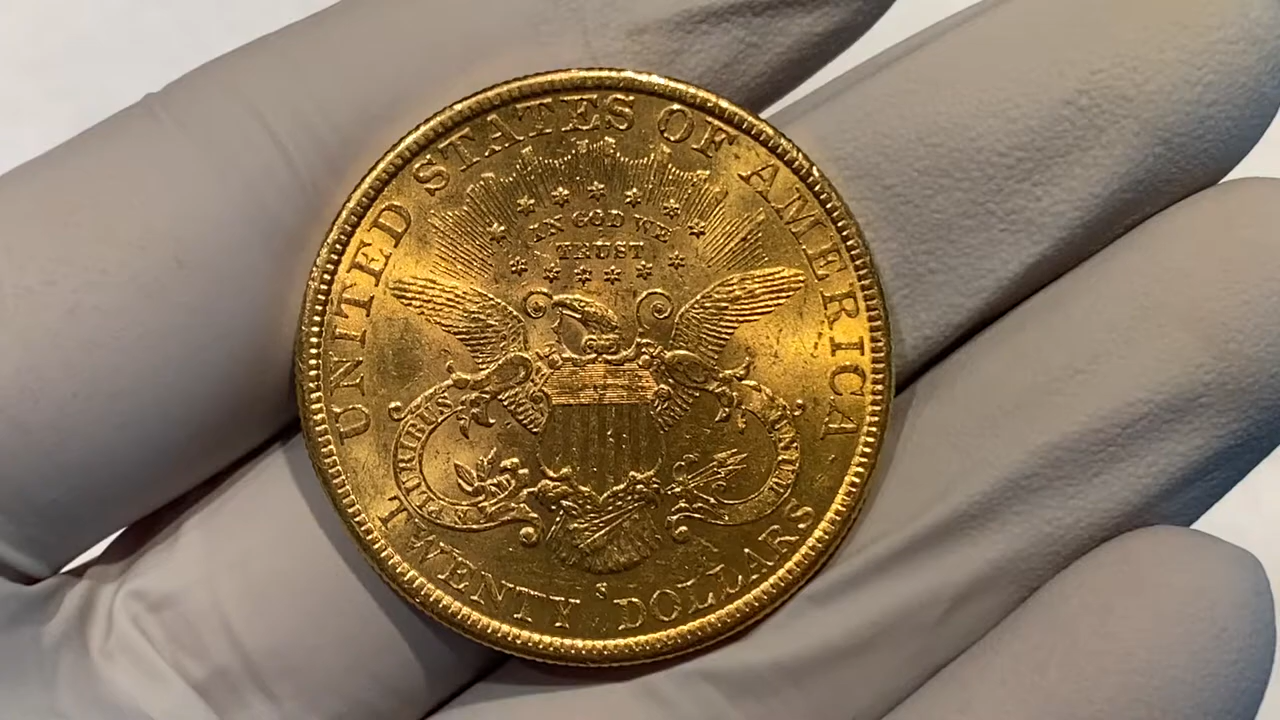 UNITED STATES OF AMERICA
IN GOD WE
TRUST
E PLURIBUS
UNUM
S
TWENTY DOLLARS